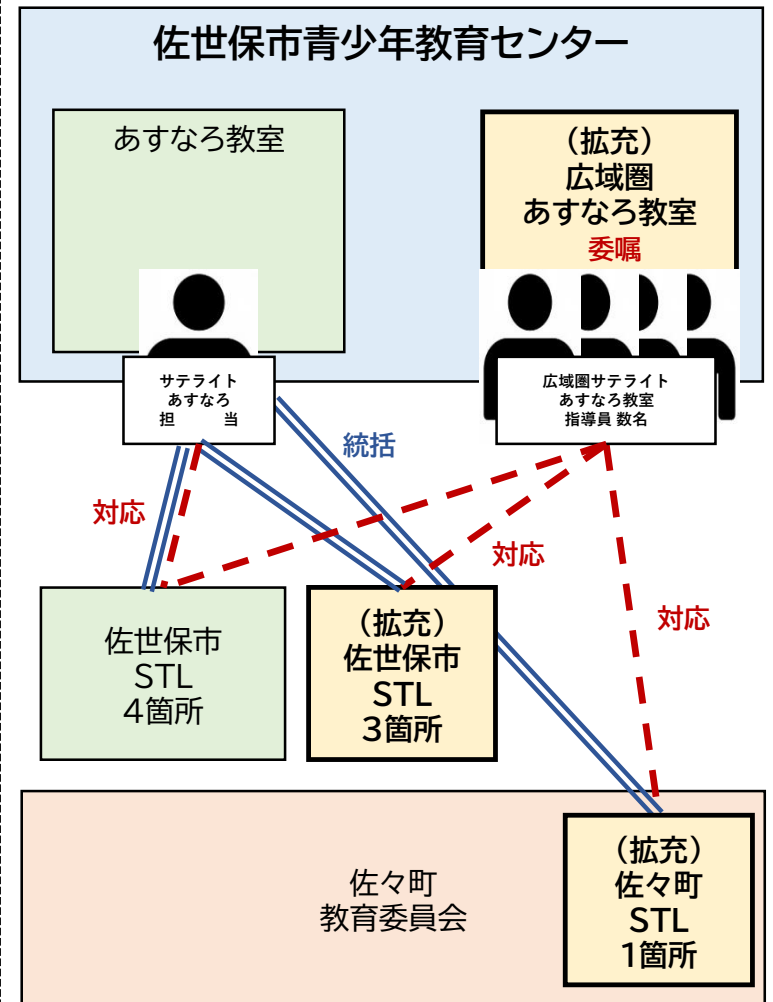 佐世保市青少年教育センター
あすなろ教室
（拡充）
広域圏
あすなろ教室
委嘱
サテライト
あすなろ
担　当
広域圏サテライト
あすなろ教室
指導員 数名
統括
対応
対応
対応
佐世保市
STL
4箇所
（拡充）
佐世保市
STL
3箇所
佐々町
教育委員会
（拡充）
佐々町
STL
1箇所